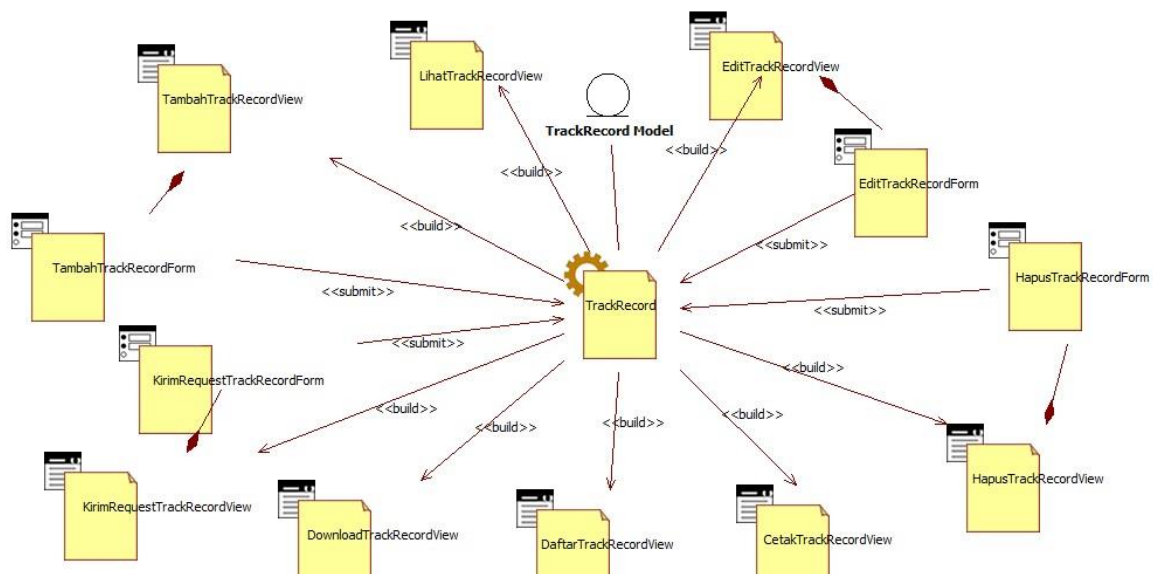 LihatTrackRecordView
EditTrackRecordView
TambahTrackRecordView
TrackRecord Model
<<build>>
<<build>>
EditTrackRecordForm
<<build>>
<<submit>>
TambahTrackRecordForm
HapusTrackRecordForm
<<submit>>
TrackRecord
<<submit>>
<<submit>>
KirimRequestTrackRecordForm
<<build>>
<<build>>
<<build>>
<<build>>
<<build>>
HapusTrackRecordView
KirimRequestTrackRecordView
DownloadTrackRecordView
DaftarTrackRecordView
CetakTrackRecordView